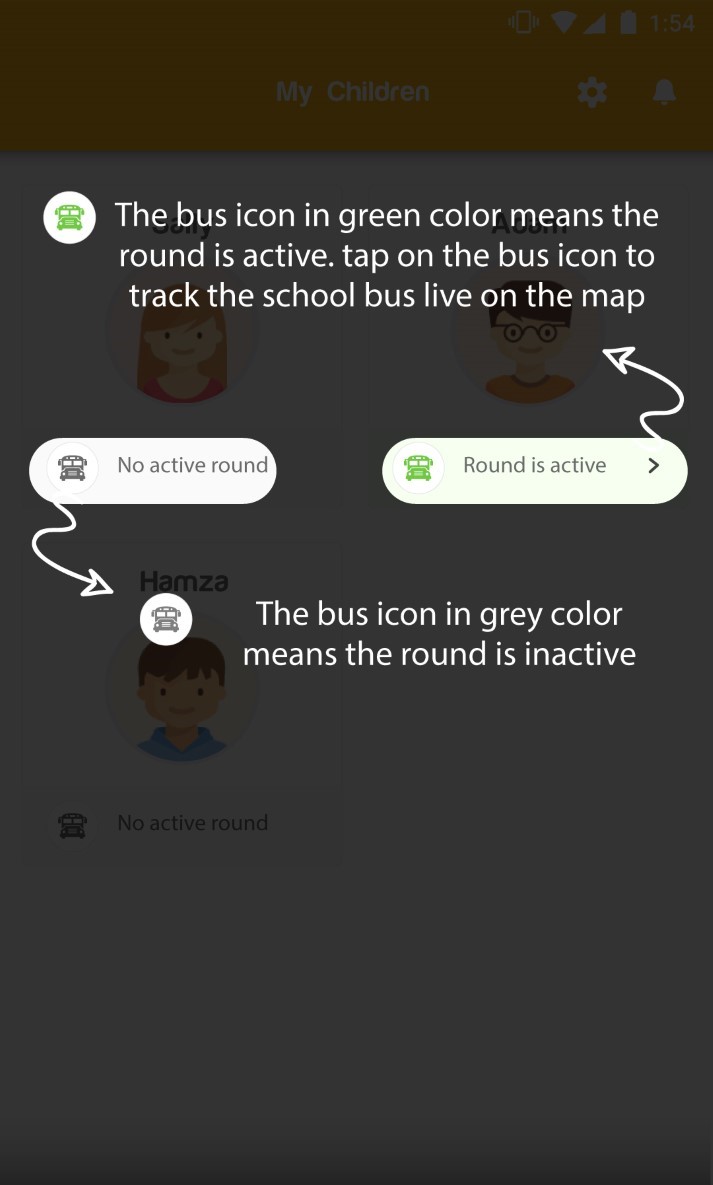 1:54
My Children
Sally
Adam
The bus icon in green color means the
round is active. tap on the bus icon to
track the school bus live on the map
No active round
Round is active
Hamza
The bus icon in grey color
means the round is inactive
No active round